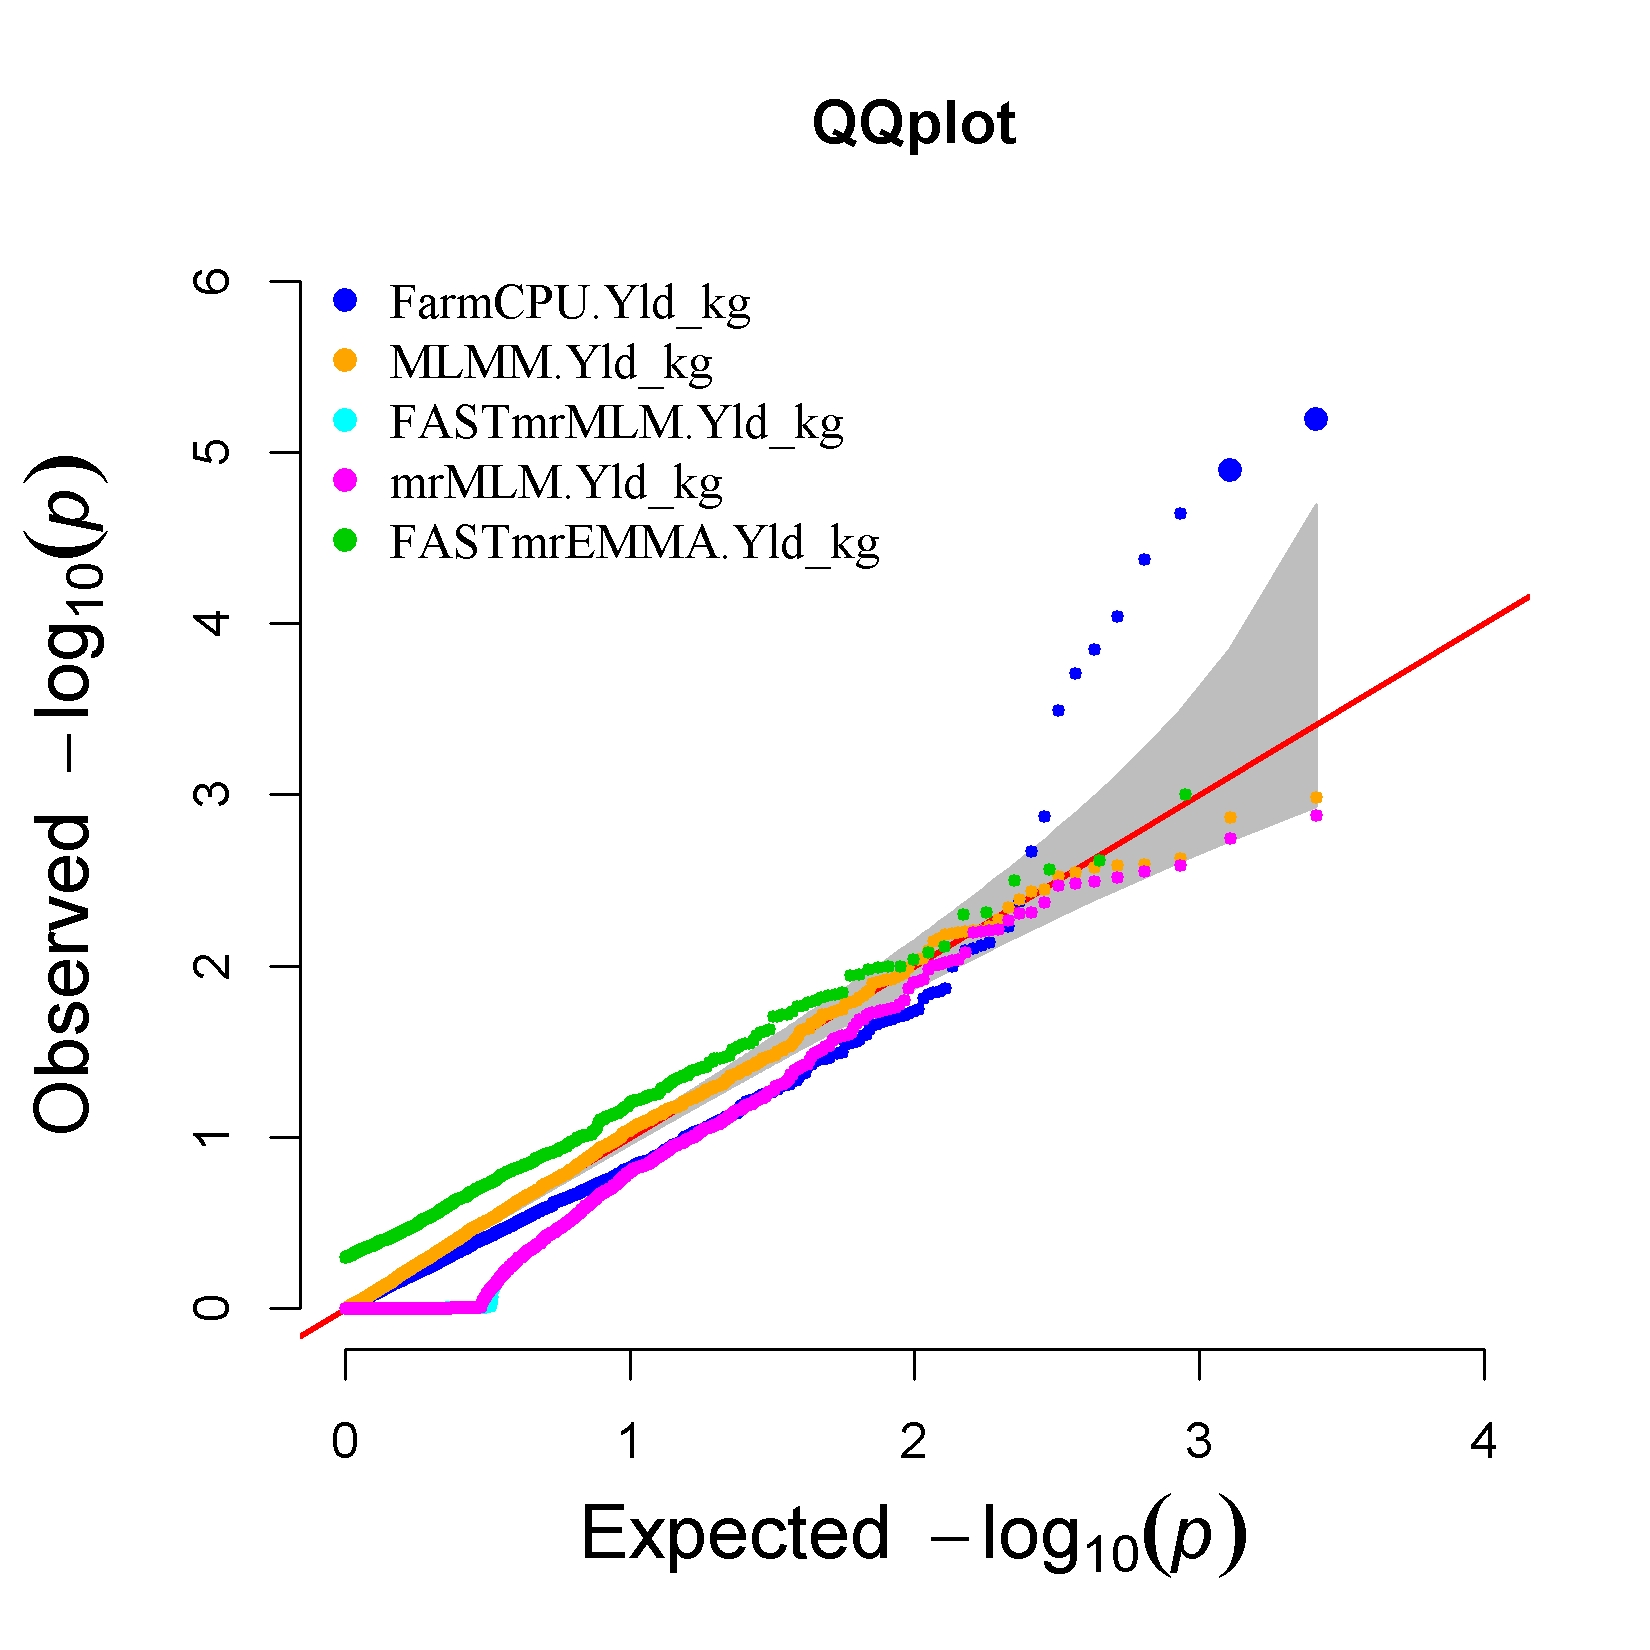 QQplot
6
5
4
3
2
1
0
Observed −log10(p)
FarmCPU.Yld_kg
MLMM.Yld_kg
FASTmrMLM.Yld_kg
mrMLM.Yld_kg
FASTmrEMMA.Yld_kg
0 1 2 3 4
Expected −log10(p)